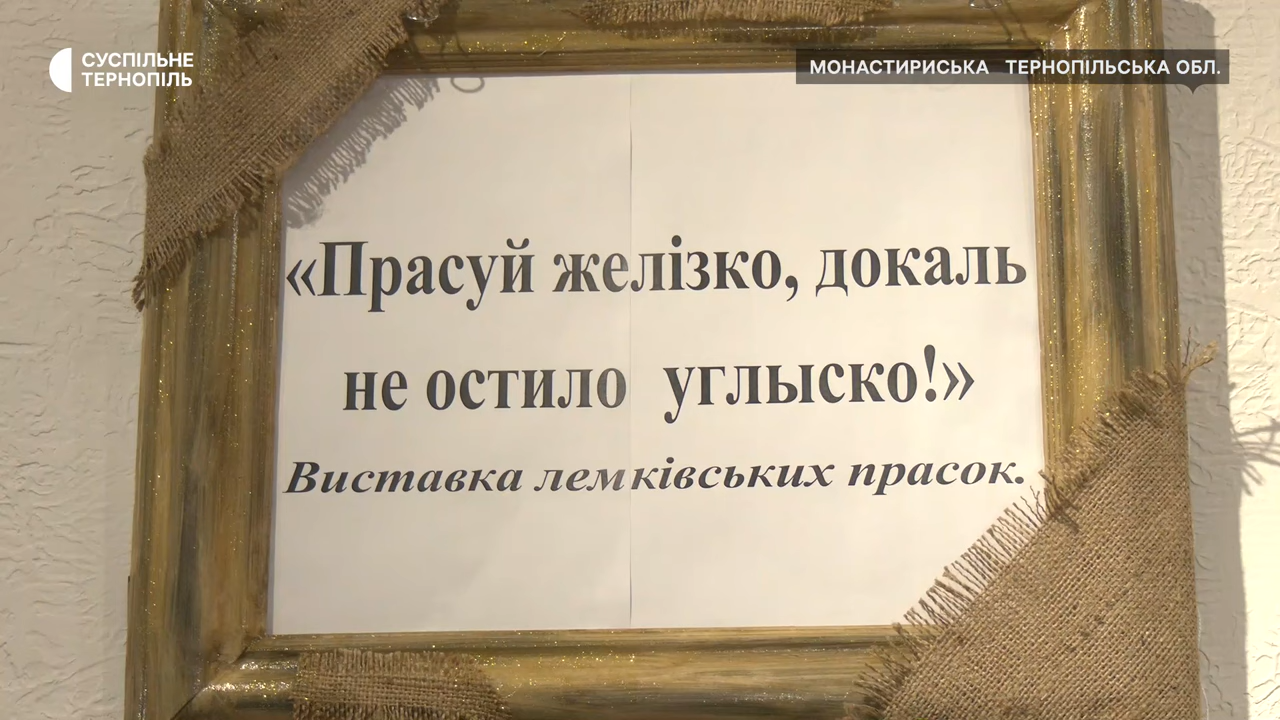 СУСПІЛЬНЕ
ТЕРНОПІЛЬ
МОНАСТИРИСЬКА ТЕРНОПІЛЬСЬКА ОБЛ.
«Прасуй желізко, докаль
не остило углыско!»
Виставка лемківських прасок.